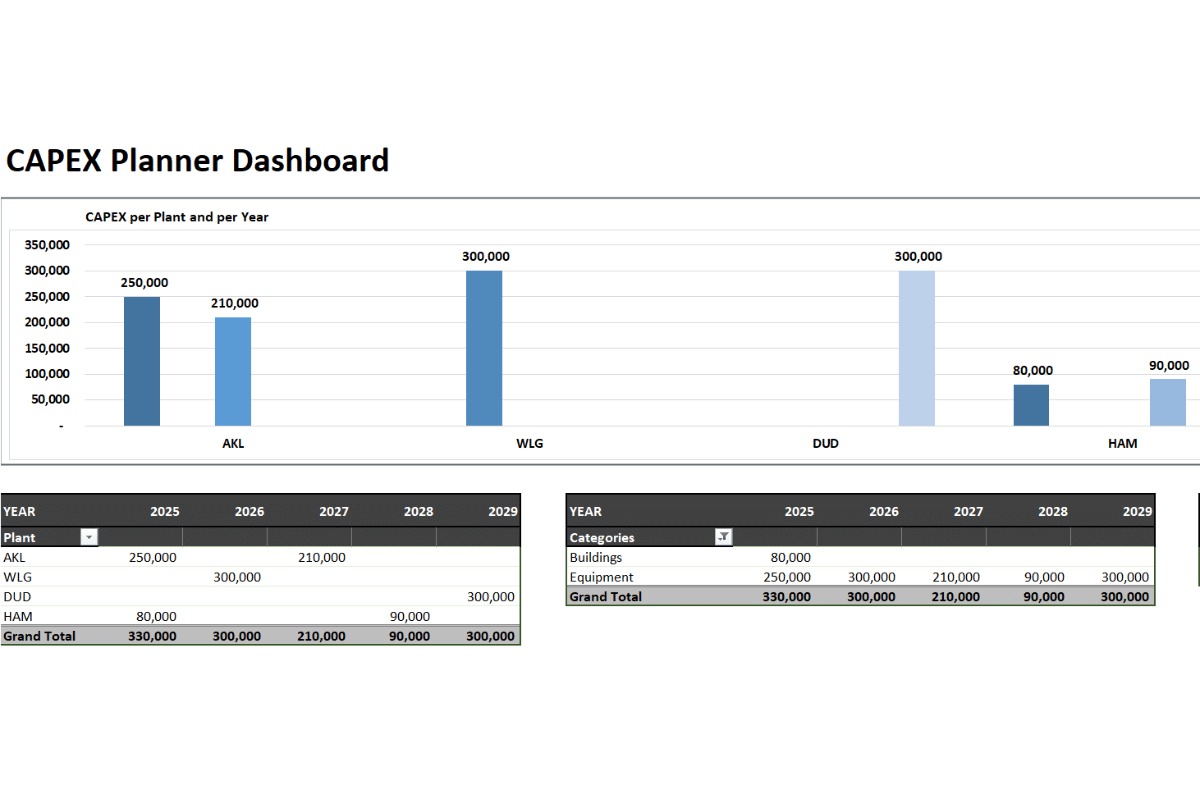 CAPEX Planner Dashboard
CAPEX per Plant and per Year
350,000
300,000
250,000
200,000
150,000
100,000
50,000
-
250,000
210,000
300,000
300,000
80,000
90,000
AKL WLG DUD HAM
YEAR 2025 2026 2027 2028 2029
Plant
AKL 250,000 210,000
WLG 300,000
DUD 300,000
HAM 80,000 90,000
Grand Total 330,000 300,000 210,000 90,000 300,000
YEAR 2025 2026 2027 2028 2029
Categories
Buildings 80,000
Equipment 250,000 300,000 210,000 90,000 300,000
Grand Total 330,000 300,000 210,000 90,000 300,000